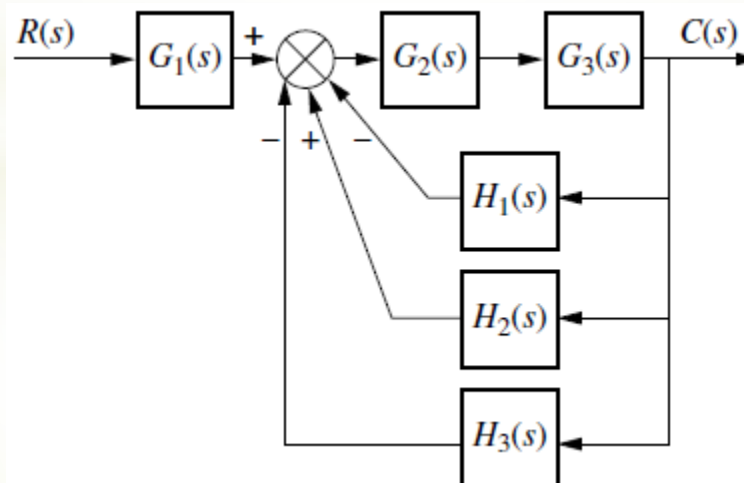 R(s) G₁(s) + G₂(s) G₃(s) C(s)
− + −
H₁(s)
H₂(s)
H₃(s)